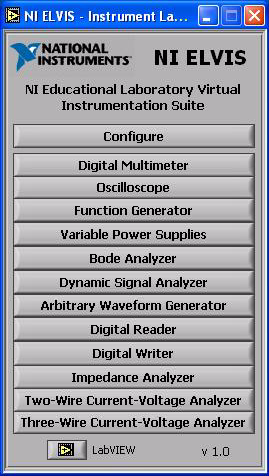 NI ELVIS - Instrument La...
NATIONAL
INSTRUMENTS™
NI ELVIS
NI Educational Laboratory Virtual
Instrumentation Suite
Configure
Digital Multimeter
Oscilloscope
Function Generator
Variable Power Supplies
Bode Analyzer
Dynamic Signal Analyzer
Arbitrary Waveform Generator
Digital Reader
Digital Writer
Impedance Analyzer
Two-Wire Current-Voltage Analyzer
Three-Wire Current-Voltage Analyzer
LabVIEW
v 1.0